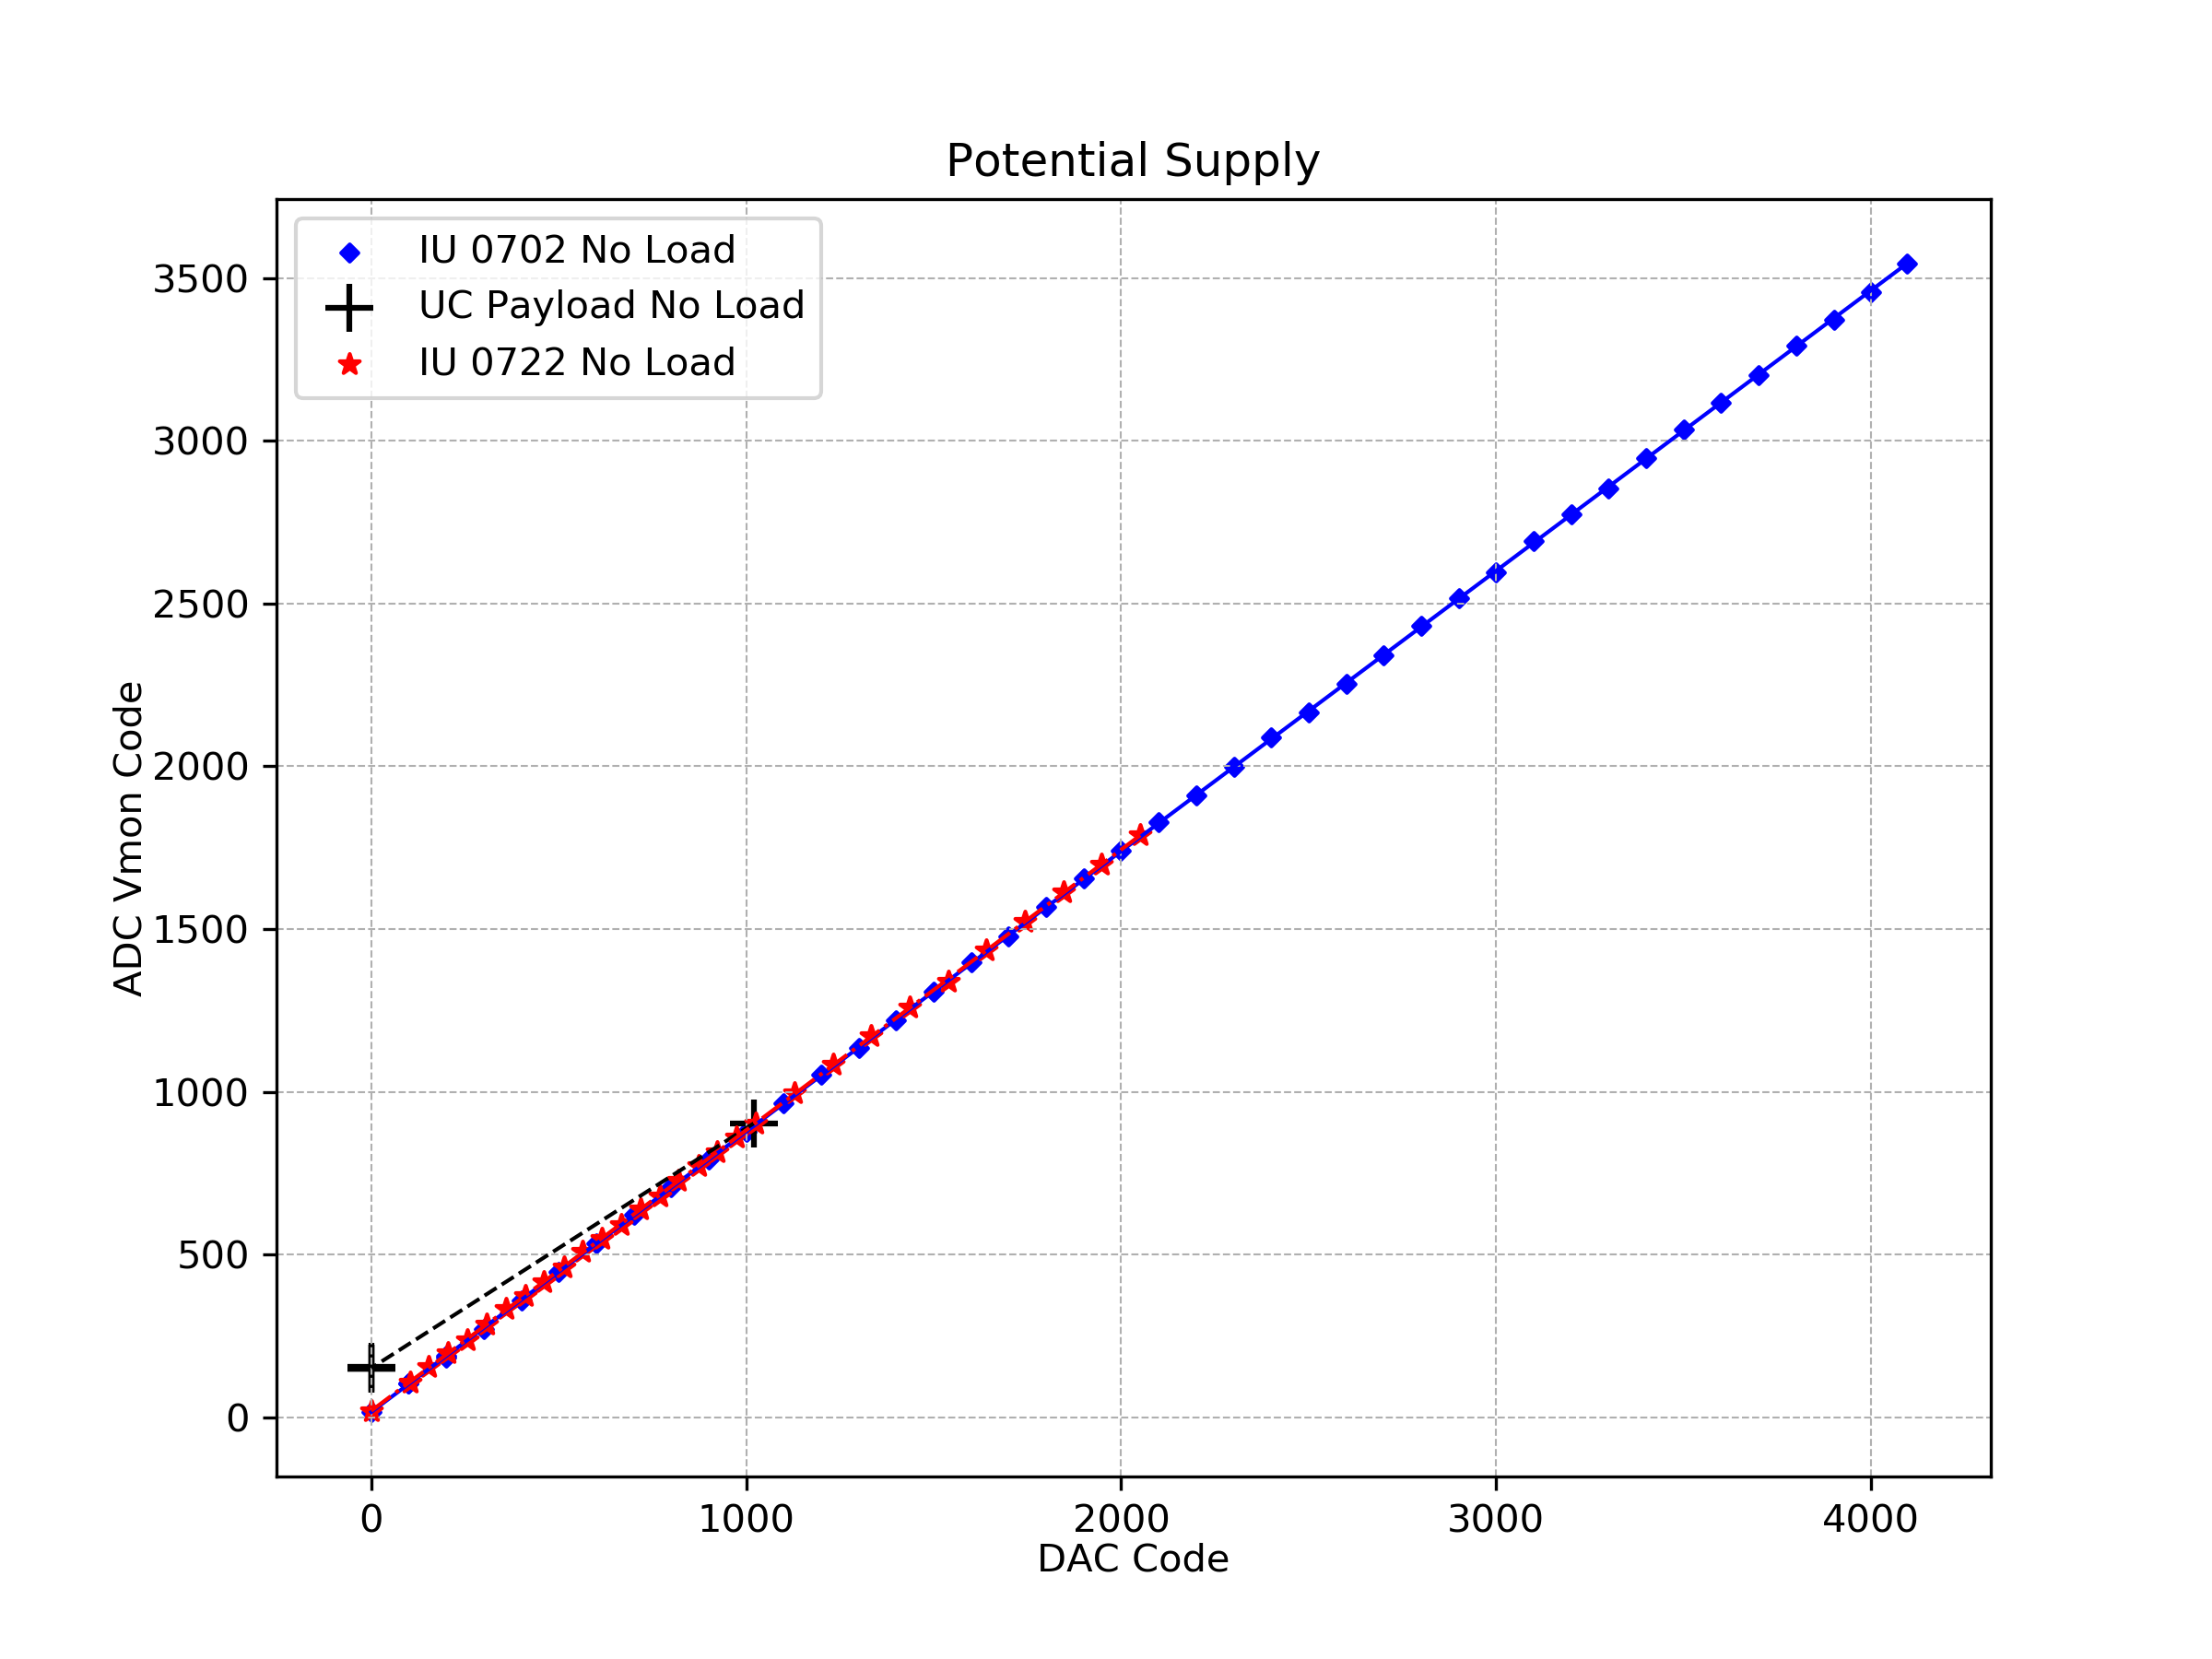 Potential Supply
IU 0702 No Load
UC Payload No Load
IU 0722 No Load
3500
3000
2500
2000
1500
1000
500
0
ADC Vmon Code
0 1000 2000 3000 4000
DAC Code